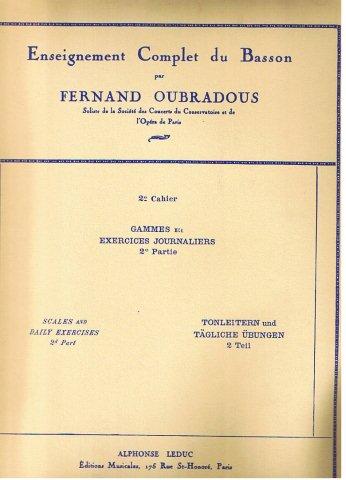 Enseignement Complet du Basson
par
FERNAND OUBRADOUS
Soliste de la Société des Concerts du Conservatoire et de
l'Opéra de Paris
2e Cahier
GAMMES ET
EXERCICES JOURNALIERS
2e Partie
SCALES AND
DAILY EXERCISES
2d Part
TONLEITERN und
TÄGLICHE ÜBUNGEN
2 Teil
ALPHONSE LEDUC
Éditions Musicales, 175 Rue St-Honoré, Paris